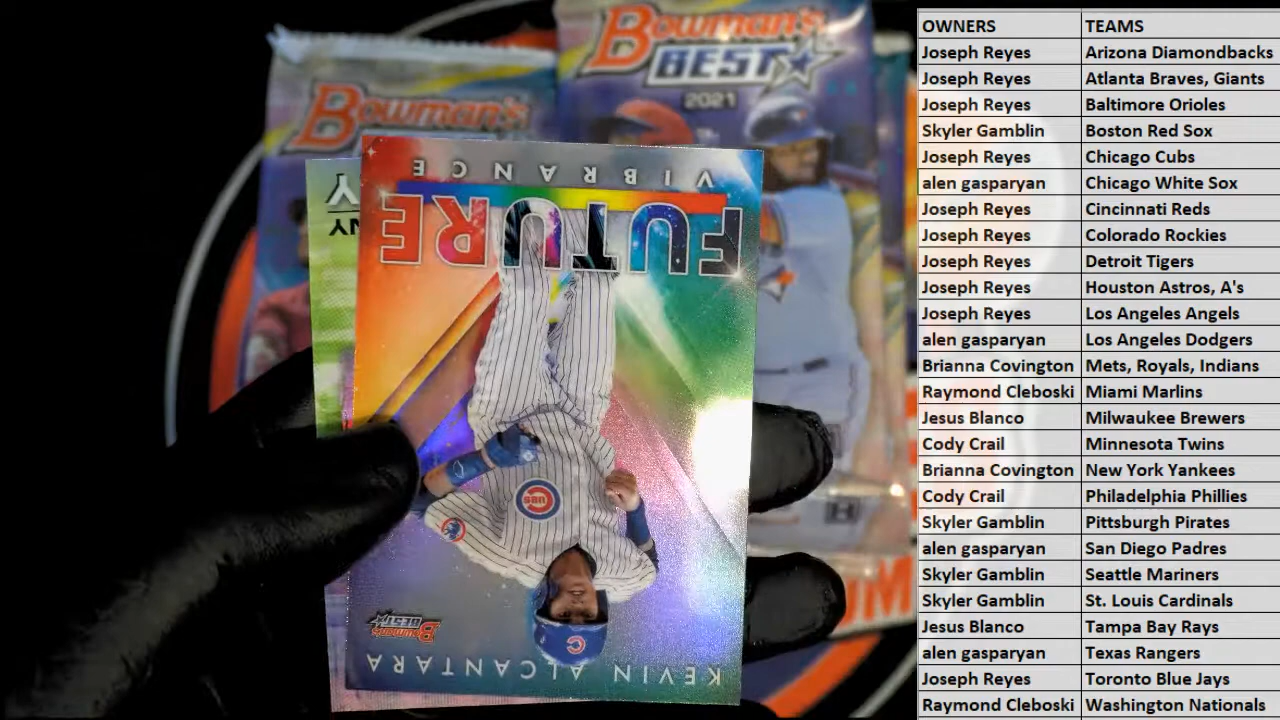 Bowman's
BEST
2021
Bowman's
VIBRANCE
FUTURE
CUBS
C
Bowman's
BEST
KEVIN ALCANTARA
NY
Y
OWNERS TEAMS
Joseph Reyes Arizona Diamondbacks
Joseph Reyes Atlanta Braves, Giants
Joseph Reyes Baltimore Orioles
Skyler Gamblin Boston Red Sox
Joseph Reyes Chicago Cubs
alen gasparyan Chicago White Sox
Joseph Reyes Cincinnati Reds
Joseph Reyes Colorado Rockies
Joseph Reyes Detroit Tigers
Joseph Reyes Houston Astros, A's
Joseph Reyes Los Angeles Angels
alen gasparyan Los Angeles Dodgers
Brianna Covington Mets, Royals, Indians
Raymond Cleboski Miami Marlins
Jesus Blanco Milwaukee Brewers
Cody Crail Minnesota Twins
Brianna Covington New York Yankees
Cody Crail Philadelphia Phillies
Skyler Gamblin Pittsburgh Pirates
alen gasparyan San Diego Padres
Skyler Gamblin Seattle Mariners
Skyler Gamblin St. Louis Cardinals
Jesus Blanco Tampa Bay Rays
alen gasparyan Texas Rangers
Joseph Reyes Toronto Blue Jays
Raymond Cleboski Washington Nationals